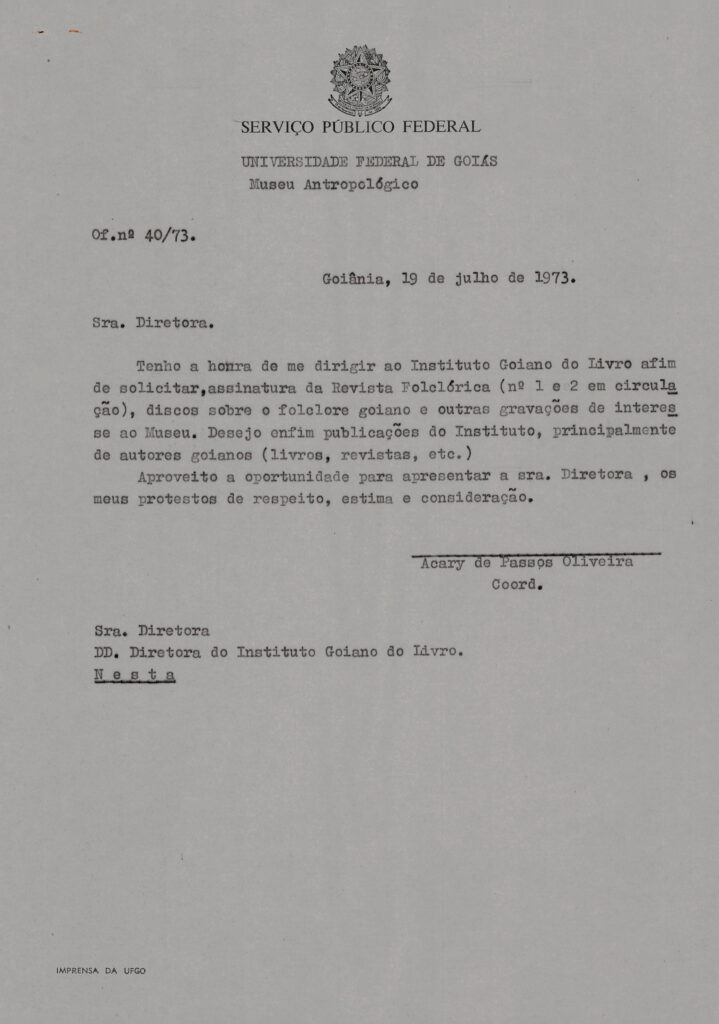 SERVIÇO PÚBLICO FEDERAL
UNIVERSIDADE FEDERAL DE GOIÁS
Museu Antropológico
Of.nº 40/73.
Goiânia, 19 de julho de 1973.
Sra. Diretora.
Tenho a honra de me dirigir ao Instituto Goiano do Livro afim
de solicitar,assinatura da Revista Folclórica (nº 1 e 2 em circula
ção), discos sobre o folclore goiano e outras gravações de interes
se ao Museu. Desejo enfim publicações do Instituto, principalmente
de autores goianos (livros, revistas, etc.)
Aproveito a oportunidade para apresentar a sra. Diretora , os
meus protestos de respeito, estima e consideração.
Acary de Passos Oliveira
Coord.
Sra. Diretora
DD. Diretora do Instituto Goiano do Livro.
N e s t a
IMPRENSA DA UFGO